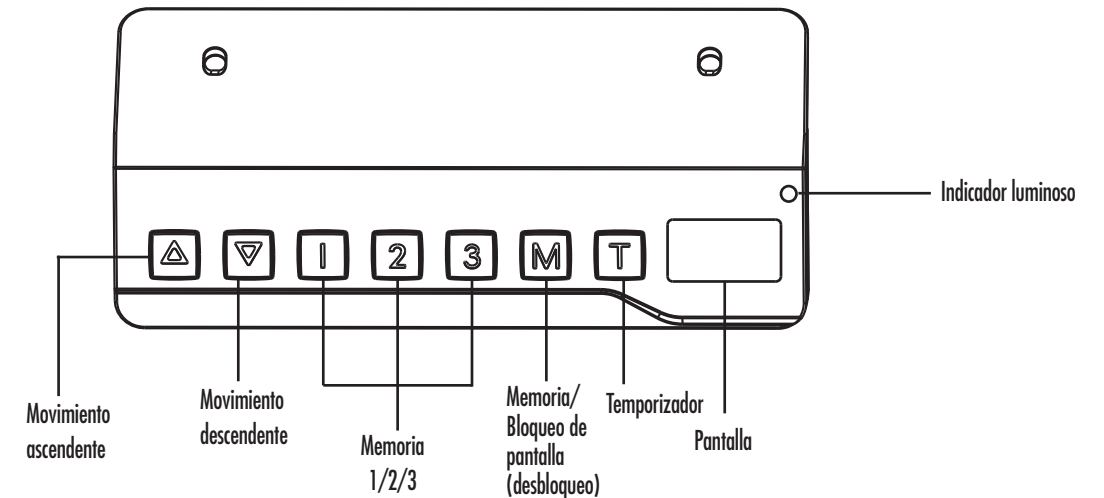 Indicador luminoso
1 2 3 M T
Movimiento
ascendente
Movimiento
descendente
Memoria
1/2/3
Memoria/
Bloqueo de
pantalla
(desbloqueo)
Temporizador
Pantalla